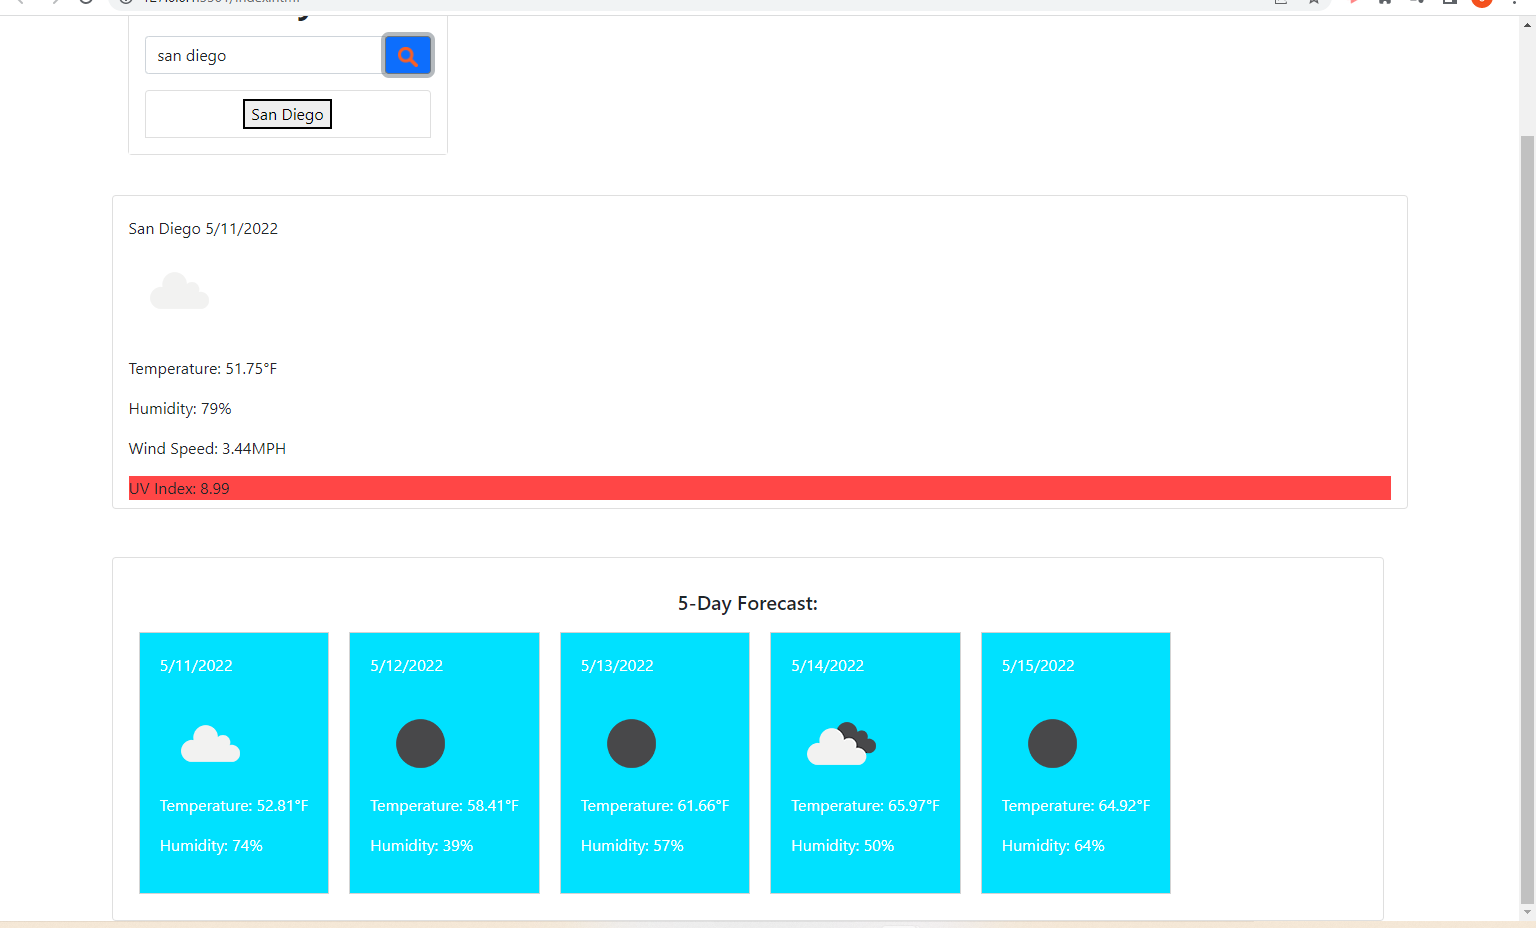 san diego
San Diego
San Diego 5/11/2022
Temperature: 51.75°F
Humidity: 79%
Wind Speed: 3.44MPH
UV Index: 8.99
5-Day Forecast:
5/11/2022
Temperature: 52.81°F
Humidity: 74%
5/12/2022
Temperature: 58.41°F
Humidity: 39%
5/13/2022
Temperature: 61.66°F
Humidity: 57%
5/14/2022
Temperature: 65.97°F
Humidity: 50%
5/15/2022
Temperature: 64.92°F
Humidity: 64%